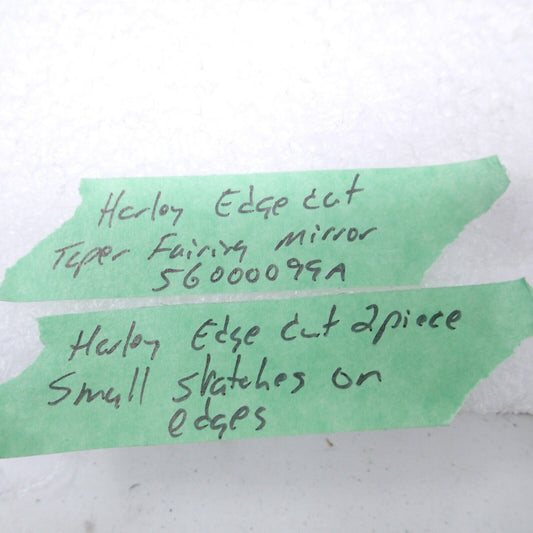 Harley Edge cut
Taper Fairing Mirror
56000099A
Harley Edge cut 2piece
Small skatches on
edges